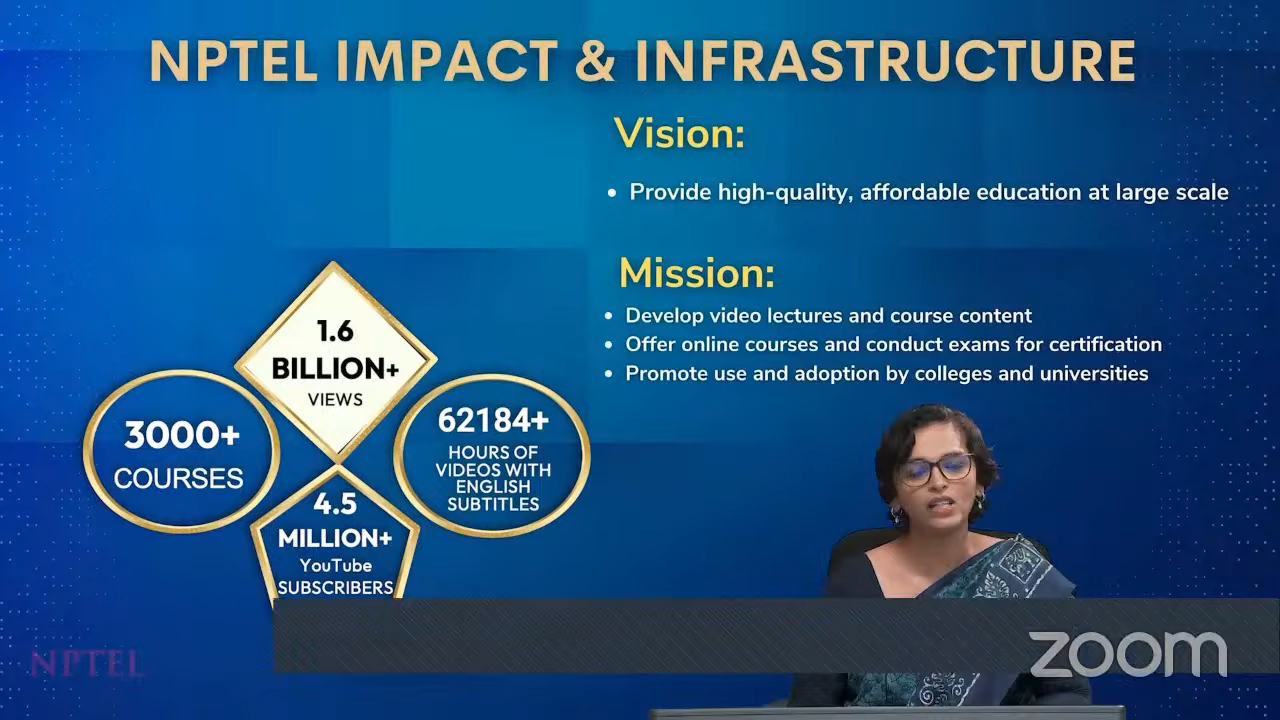 NPTEL IMPACT & INFRASTRUCTURE
Vision:
• Provide high-quality, affordable education at large scale
Mission:
• Develop video lectures and course content
• Offer online courses and conduct exams for certification
• Promote use and adoption by colleges and universities
1.6
BILLION+
VIEWS
3000+
COURSES
62184+
HOURS OF
VIDEOS WITH
ENGLISH
SUBTITLES
4.5
MILLION+
YouTube
SUBSCRIBERS
NPTEL
zoom